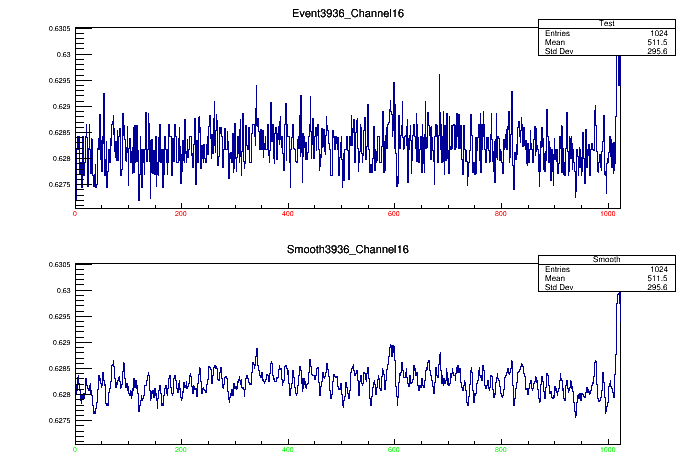 Event3936_Channel16
Test
Entries 1024
Mean 511.5
Std Dev 295.6
0.6305
0.63
0.6295
0.629
0.6285
0.628
0.6275
0 200 400 600 800 1000
Smooth3936_Channel16
Smooth
Entries 1024
Mean 511.5
Std Dev 295.6
0.6305
0.63
0.6295
0.629
0.6285
0.628
0.6275
0 200 400 600 800 1000